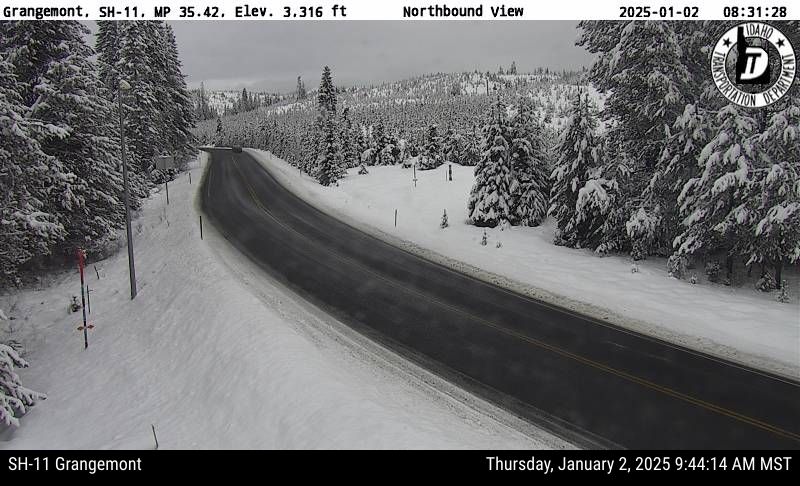 Grangemont, SH-11, MP 35.42, Elev. 3,316 ft Northbound View 2025-01-02 08:31:28
IDAHO
TRANSPORTATION DEPARTMENT
SH-11 Grangemont Thursday, January 2, 2025 9:44:14 AM MST